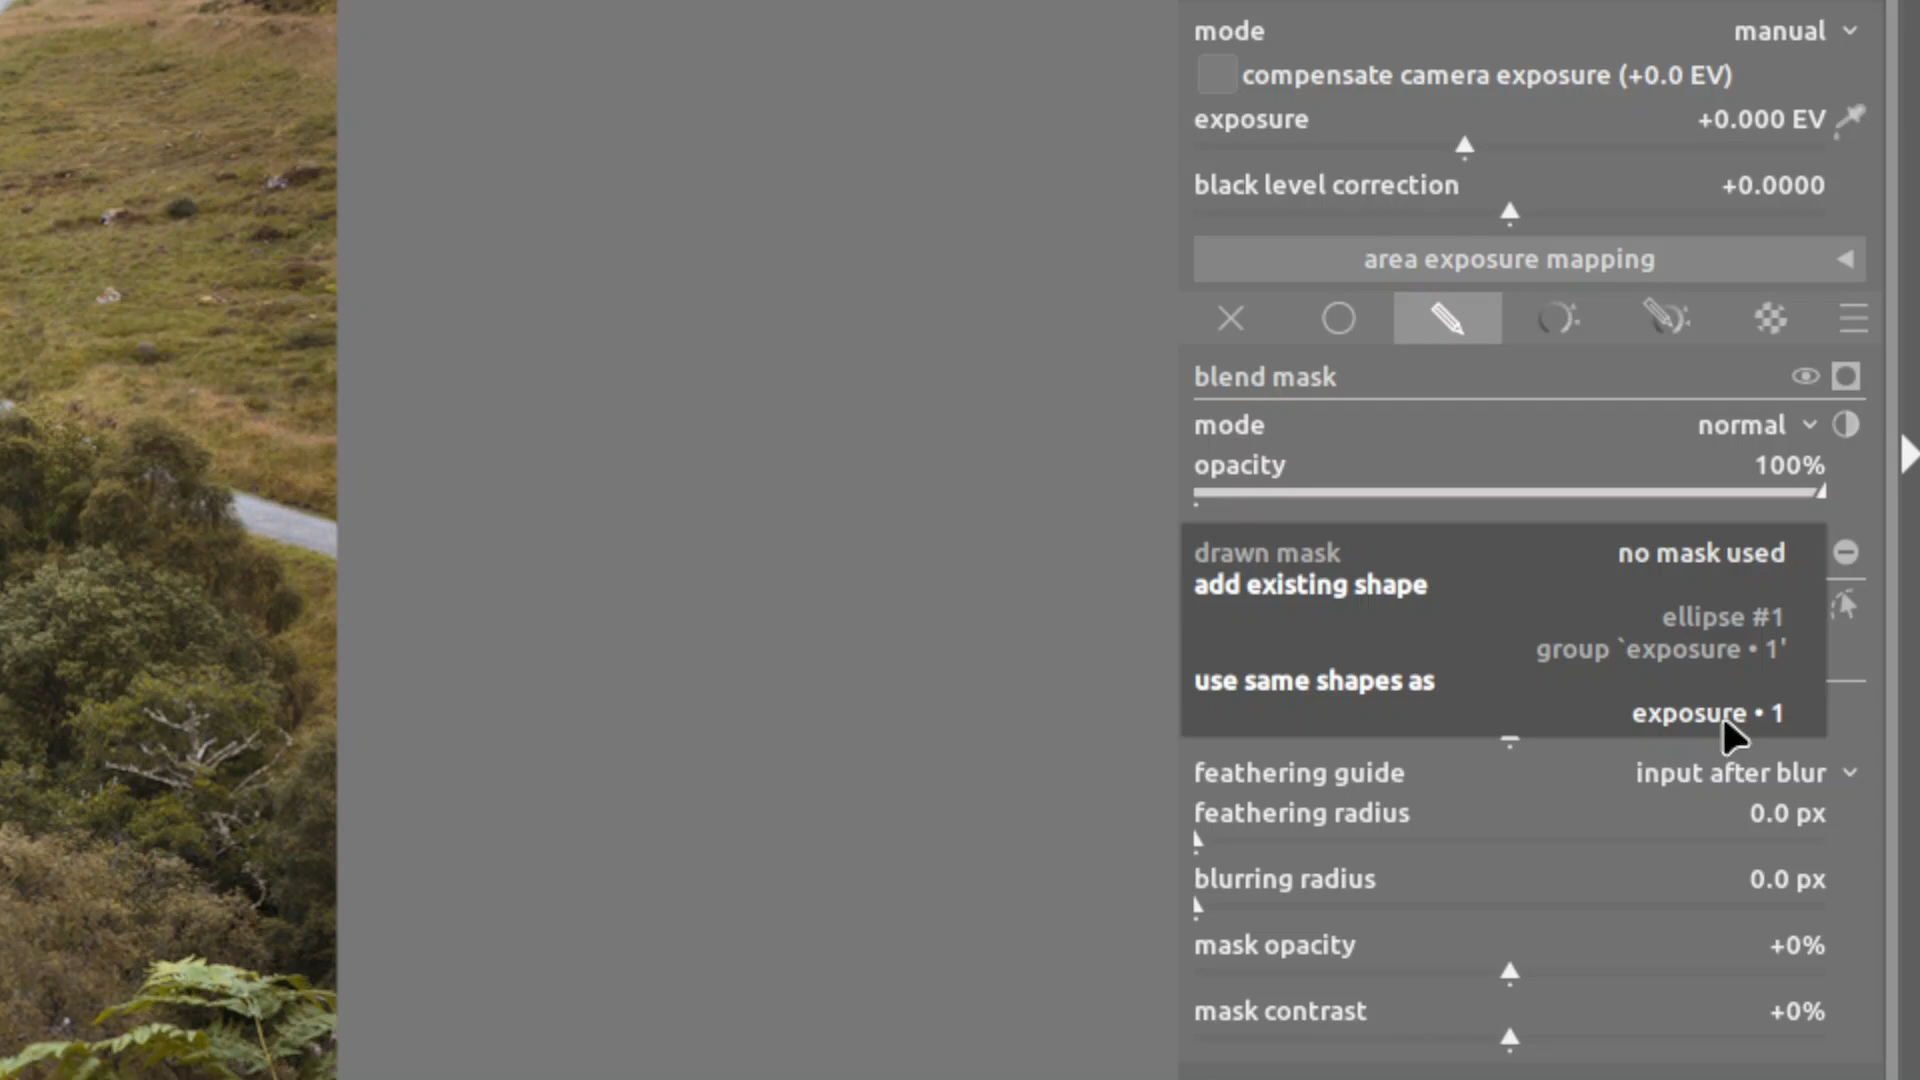 mode manual
compensate camera exposure (+0.0 EV)
exposure +0.000 EV
black level correction +0.0000
area exposure mapping
blend mask
mode normal
opacity 100%
drawn mask no mask used
add existing shape
ellipse #1
group `exposure • 1'
use same shapes as
exposure • 1
feathering guide input after blur
feathering radius 0.0 px
blurring radius 0.0 px
mask opacity +0%
mask contrast +0%